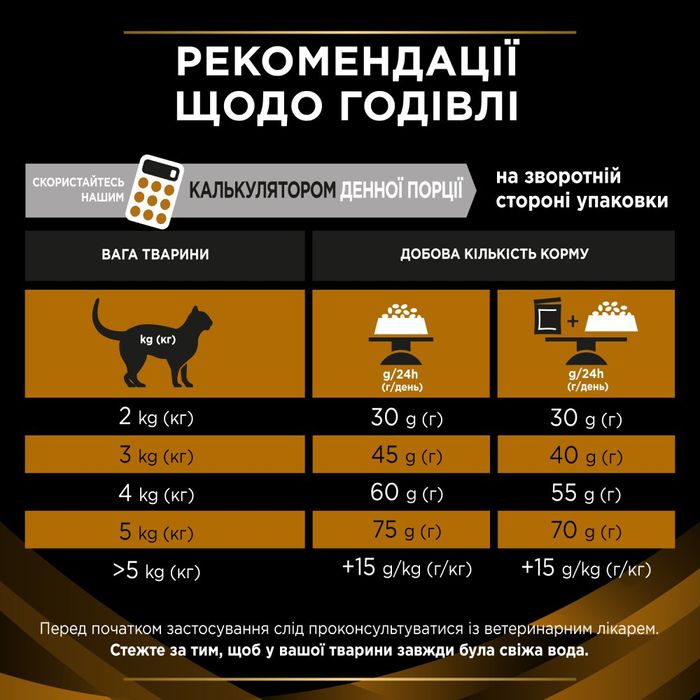 РЕКОМЕНДАЦІЇ
ЩОДО ГОДІВЛІ
СКОРИСТАЙТЕСЬ
НАШИМ
КАЛЬКУЛЯТОРОМ ДЕННОЇ ПОРЦІЇ
на зворотній
стороні упаковки
ВАГА ТВАРИНИ ДОБОВА КІЛЬКІСТЬ КОРМУ
kg (кг)
+
g/24h g/24h
(г/день) (г/день)
2 kg (кг) 30 g (г) 30 g (г)
3 kg (кг) 45 g (г) 40 g (г)
4 kg (кг) 60 g (г) 55 g (г)
5 kg (кг) 75 g (г) 70 g (г)
>5 kg (кг) +15 g/kg (г/кг) +15 g/kg (г/кг)
Перед початком застосування слід проконсультуватися із ветеринарним лікарем.
Стежте за тим, щоб у вашої тварини завжди була свіжа вода.